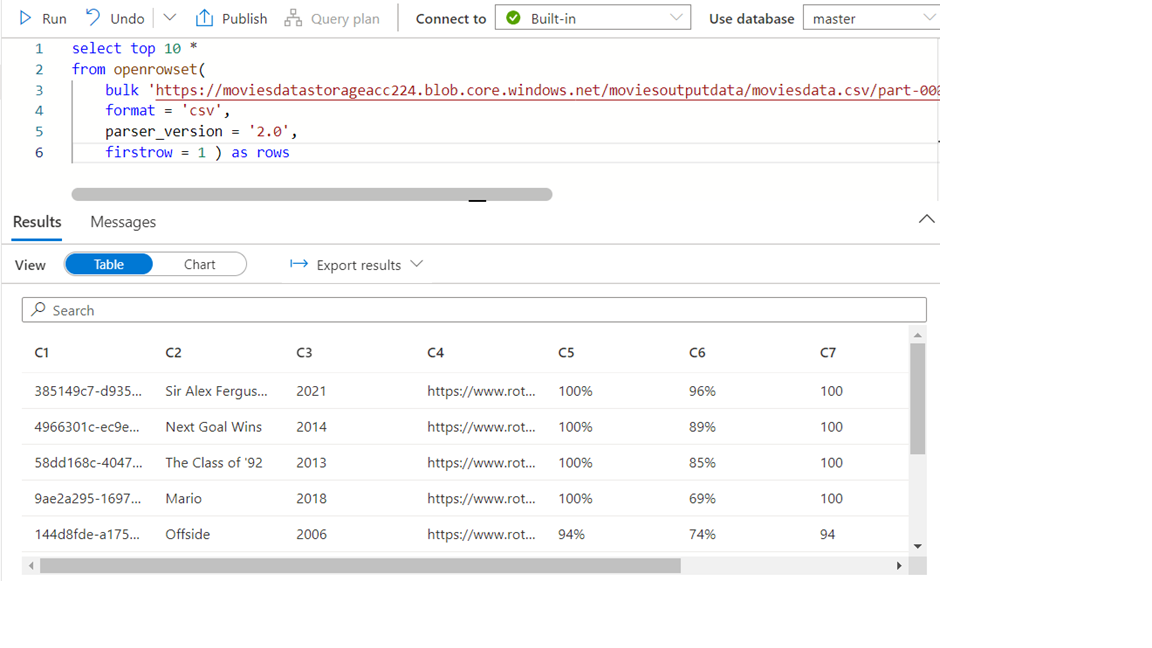 Run Undo Publish Query plan Connect to Built-in Use database master
1 select top 10 *
2 from openrowset(
3 bulk 'https://moviesdatastorageacc224.blob.core.windows.net/moviesoutputdata/moviesdata.csv/part-000
4 format = 'csv',
5 parser_version = '2.0',
6 firstrow = 1 ) as rows
Results Messages
View Table Chart Export results
Search
C1 C2 C3 C4 C5 C6 C7
385149c7-d935... Sir Alex Fergus... 2021 https://www.rot... 100% 96% 100
4966301c-ec9e... Next Goal Wins 2014 https://www.rot... 100% 89% 100
58dd168c-4047... The Class of '92 2013 https://www.rot... 100% 85% 100
9ae2a295-1697... Mario 2018 https://www.rot... 100% 69% 100
144d8fde-a175... Offside 2006 https://www.rot... 94% 74% 94